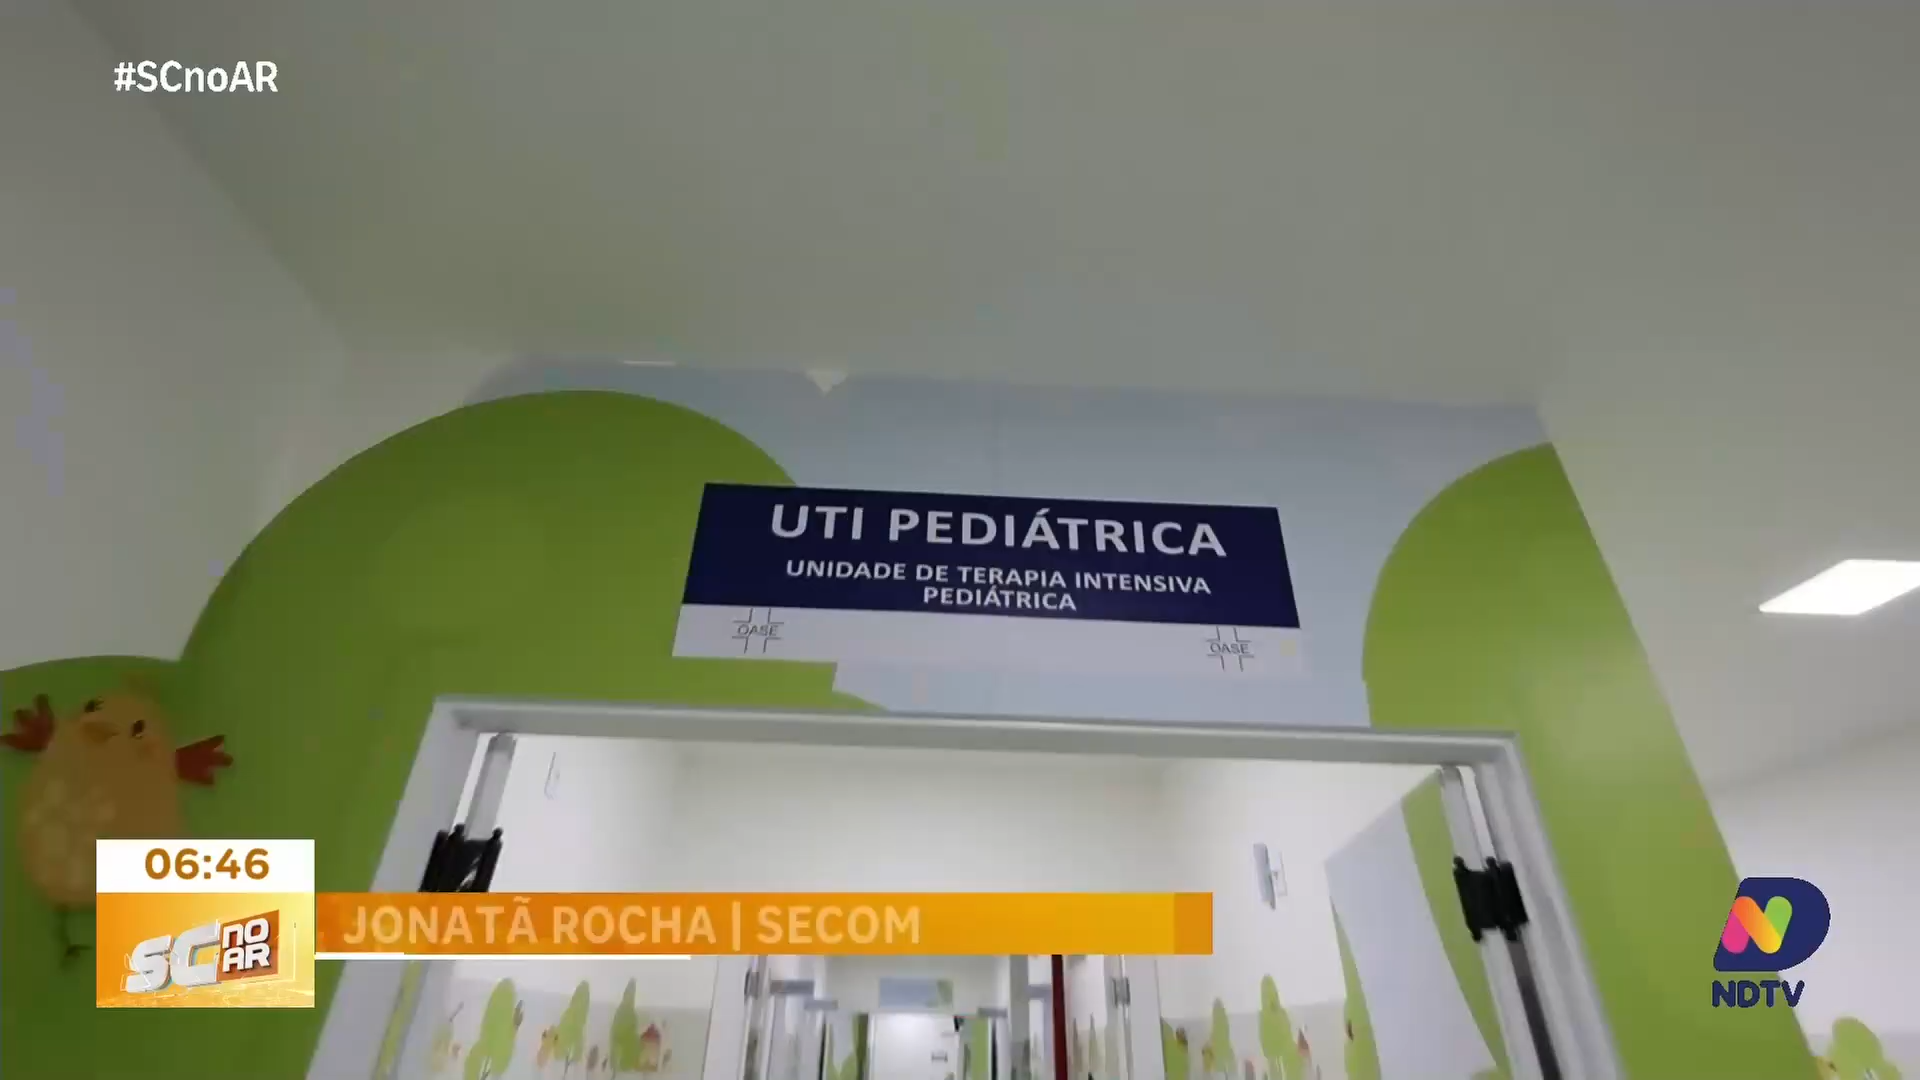 #SCnoAR
UTI PEDIÁTRICA
UNIDADE DE TERAPIA INTENSIVA
PEDIÁTRICA
OASE
OASE
06:46
SC NO AR
JONATÃ ROCHA | SECOM
NDTV